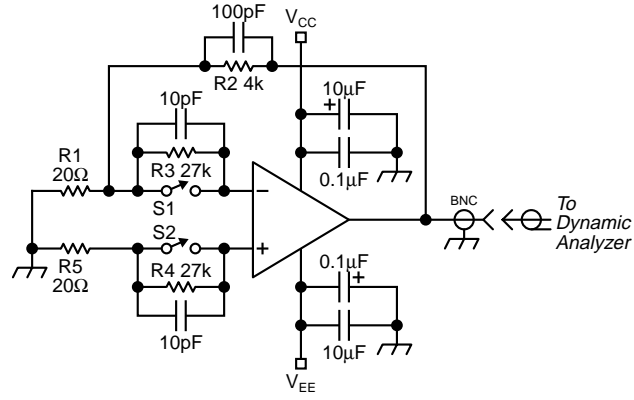 100pF
V_CC
R2 4k
10pF
10µF
+
R1
20Ω
R3 27k
0.1µF
S1
−
BNC
To
Dynamic
Analyzer
S2
+
R5
20Ω
R4 27k
0.1µF
+
10pF
10µF
V_EE